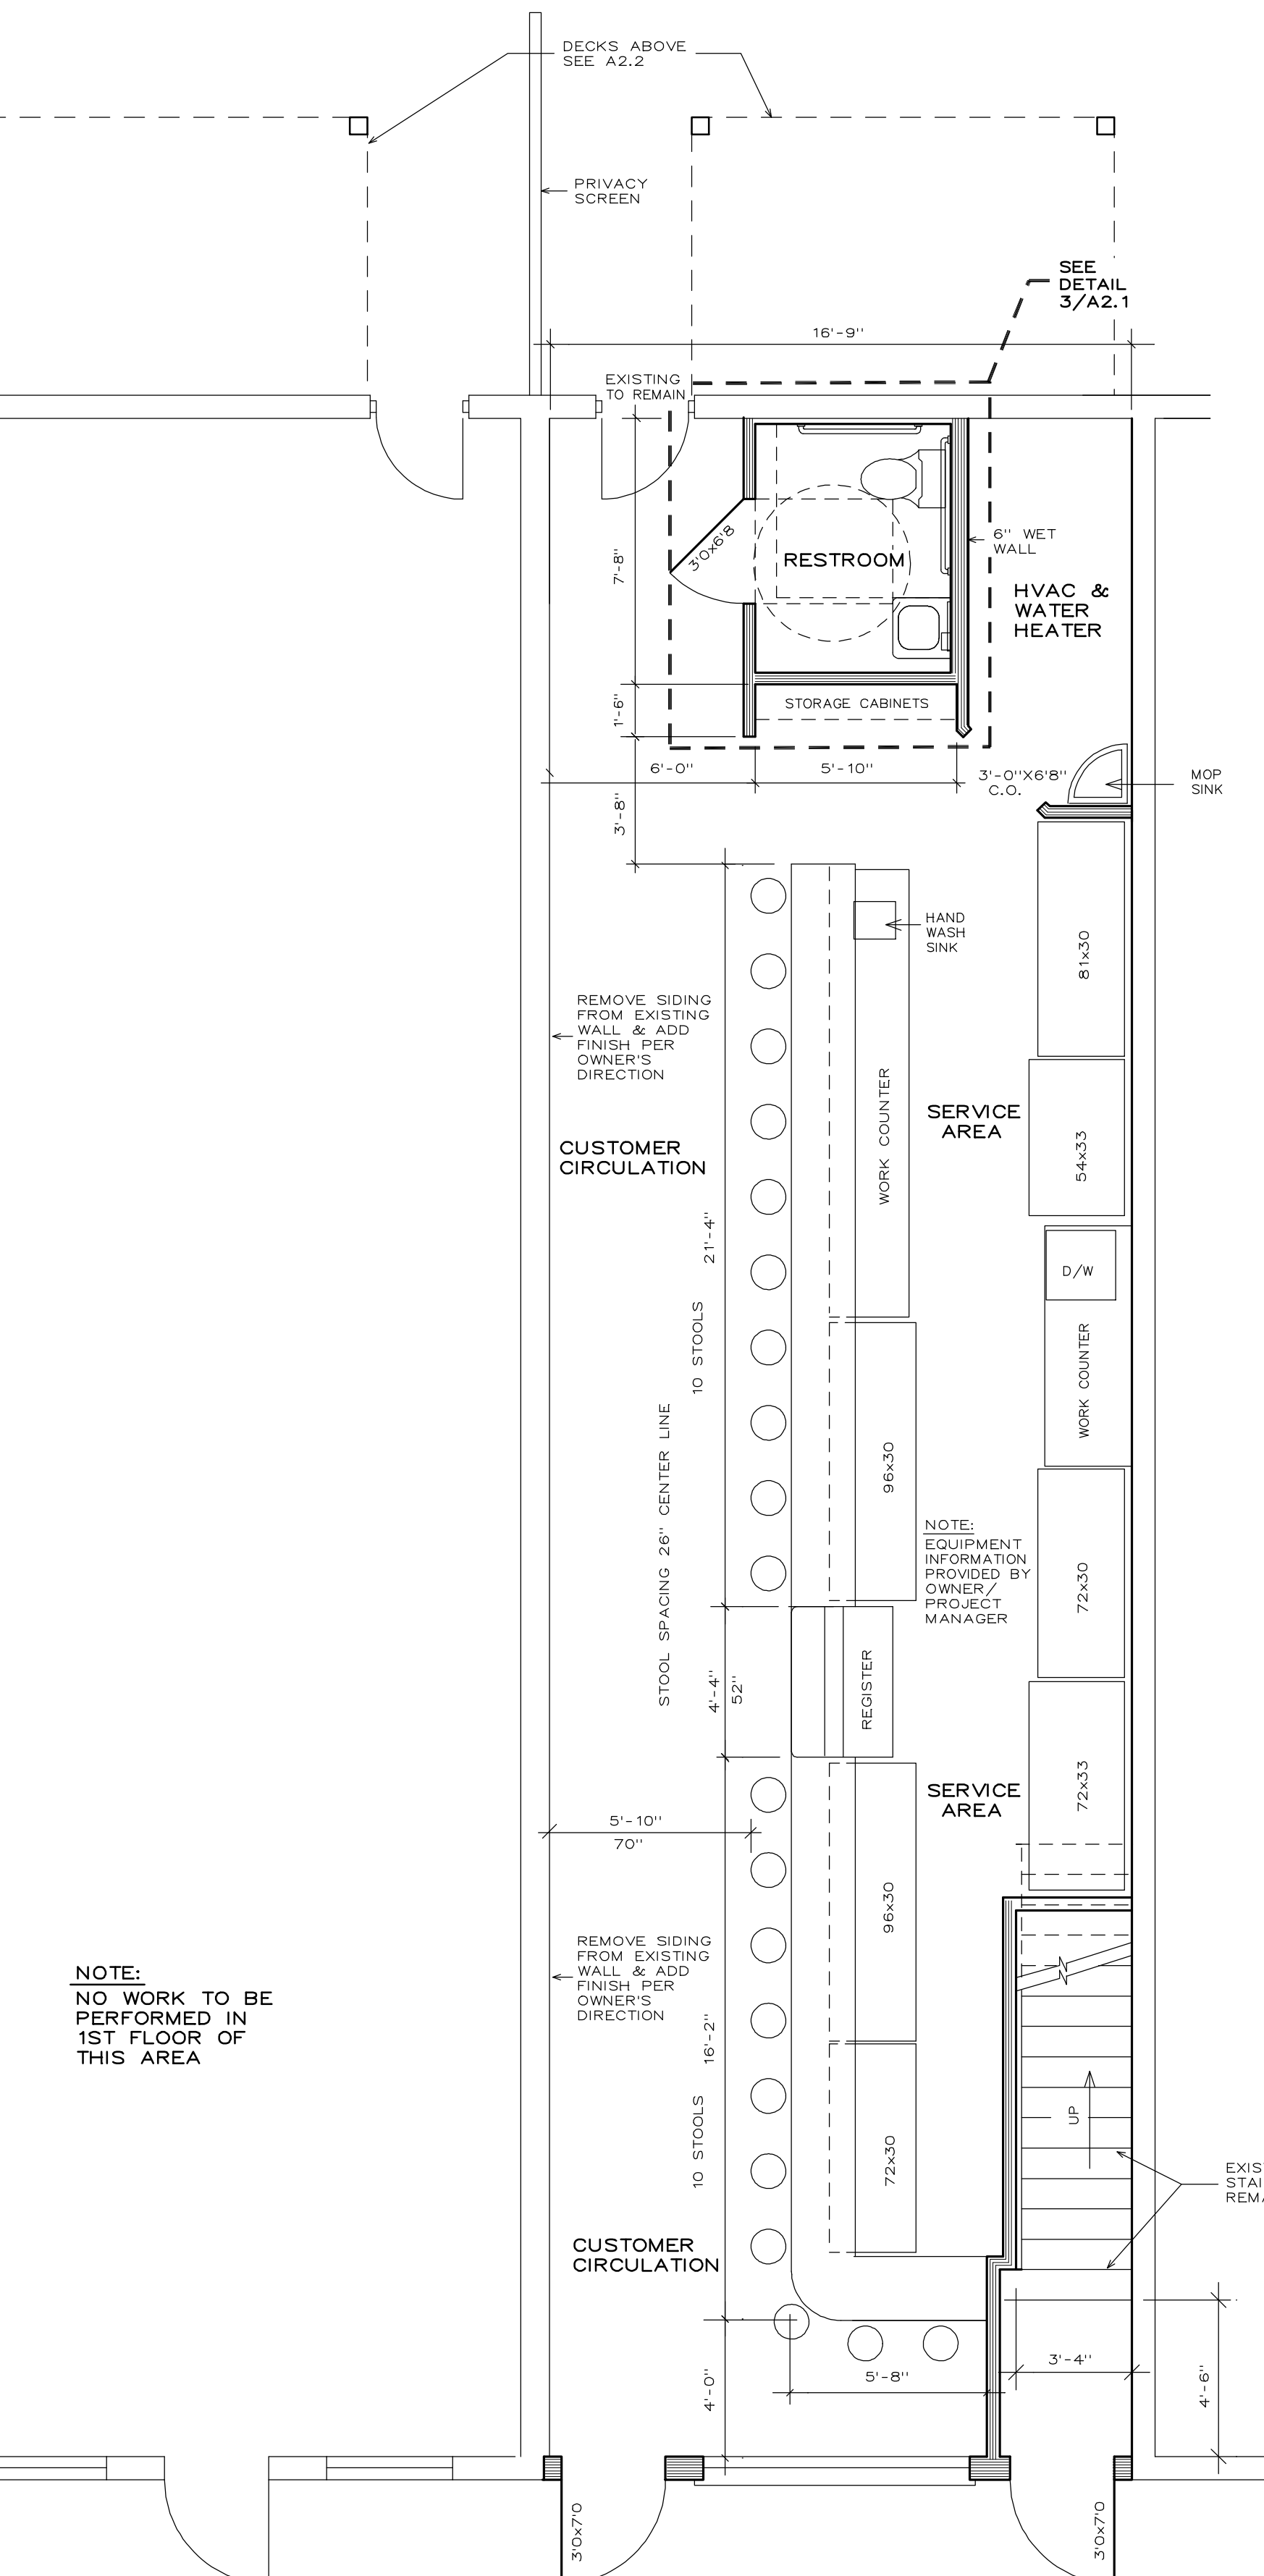 DECKS ABOVE
SEE A2.2
PRIVACY
SCREEN
SEE
DETAIL
3/A2.1
16'-9"
EXISTING
TO REMAIN
3'0x6'8
RESTROOM
6" WET
WALL
7'-8"
HVAC &
WATER
HEATER
1'-6"
STORAGE CABINETS
6'-0"
5'-10"
3'-0"X6'8"
C.O.
MOP
SINK
3'-8"
HAND
WASH
SINK
81x30
REMOVE SIDING
FROM EXISTING
WALL & ADD
FINISH PER
OWNER'S
DIRECTION
WORK COUNTER
SERVICE
AREA
54x33
CUSTOMER
CIRCULATION
21'-4"
D/W
10 STOOLS
WORK COUNTER
STOOL SPACING 26" CENTER LINE
96x30
NOTE:
EQUIPMENT
INFORMATION
PROVIDED BY
OWNER/
PROJECT
MANAGER
72x30
4'-4"
52"
REGISTER
SERVICE
AREA
72x33
5'-10"
70"
96x30
REMOVE SIDING
FROM EXISTING
WALL & ADD
FINISH PER
OWNER'S
DIRECTION
NOTE:
NO WORK TO BE
PERFORMED IN
1ST FLOOR OF
THIS AREA
16'-2"
10 STOOLS
72x30
UP
CUSTOMER
CIRCULATION
4'-0"
5'-8"
3'-4"
4'-6"
3'0x7'0
3'0x7'0